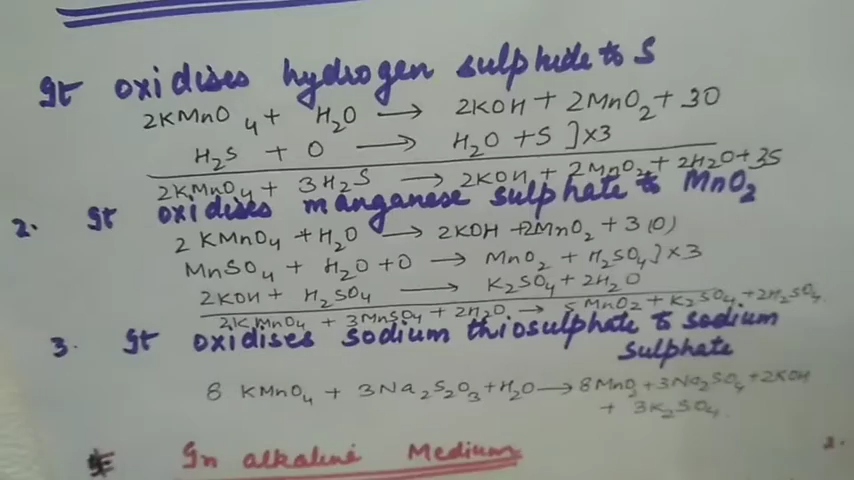 It oxidises hydrogen sulphide to S
2KMnO4 + H2O → 2KOH + 2MnO2 + 3O
H2S + O → H2O + S ]×3
2KMnO4 + 3H2S → 2KOH + 2MnO2 + 2H2O + 3S
2. It oxidises manganese sulphate to MnO2
2 KMnO4 + H2O → 2KOH + 2MnO2 + 3(O)
MnSO4 + H2O + O → MnO2 + H2SO4 ]×3
2KOH + H2SO4 → K2SO4 + 2H2O
2KMnO4 + 3MnSO4 + 2H2O → 5MnO2 + K2SO4 + 2H2SO4
3. It oxidises sodium thiosulphate to sodium
sulphate
8 KMnO4 + 3Na2S2O3 + H2O → 8MnO2 + 3Na2SO4 + 2KOH
+ 3K2SO4.
In alkaline Medium
2.